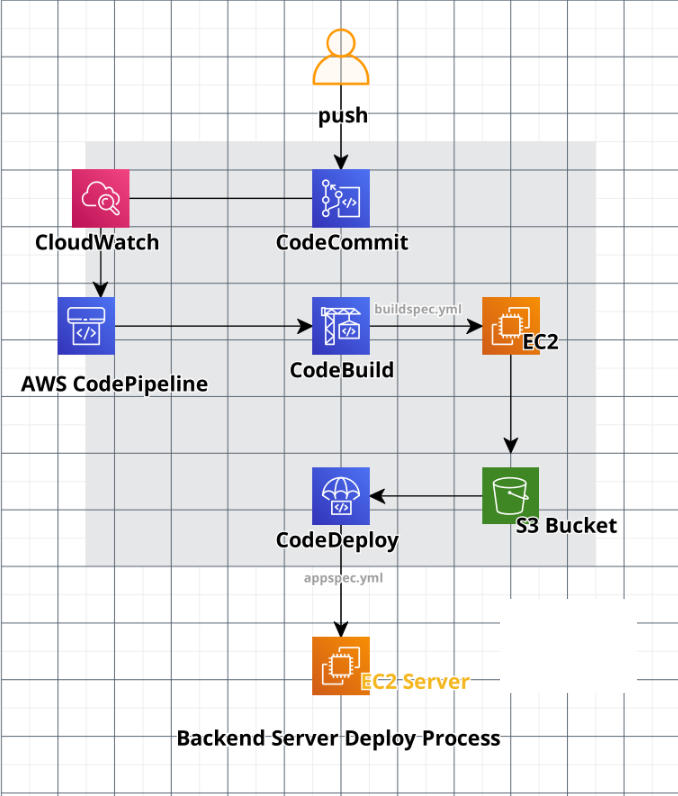 push
CloudWatch
CodeCommit
buildspec.yml
EC2
CodeBuild
AWS CodePipeline
S3 Bucket
CodeDeploy
appspec.yml
EC2 Server
Backend Server Deploy Process